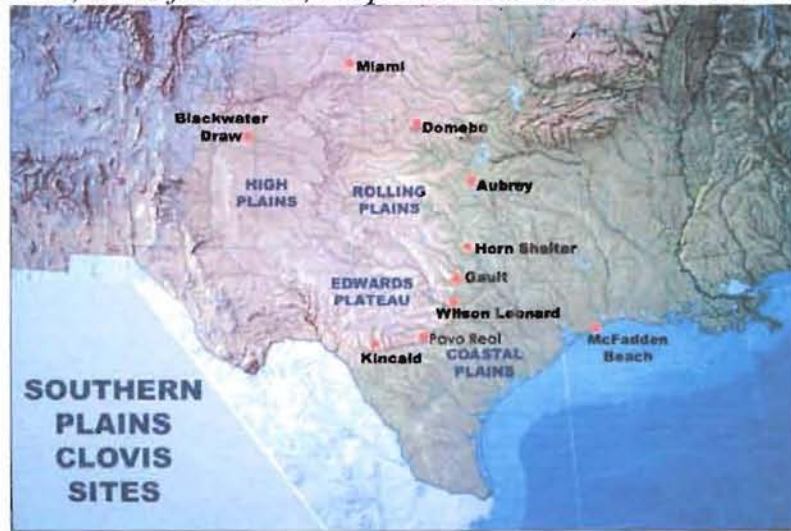 Miami
Blackwater
Draw
Domebo
HIGH
PLAINS
ROLLING
PLAINS
Aubrey
Horn Shelter
EDWARDS
PLATEAU
Gault
Wilson Leonard
Pavo Real
Kincaid
COASTAL
PLAINS
McFadden
Beach
SOUTHERN
PLAINS
CLOVIS
SITES